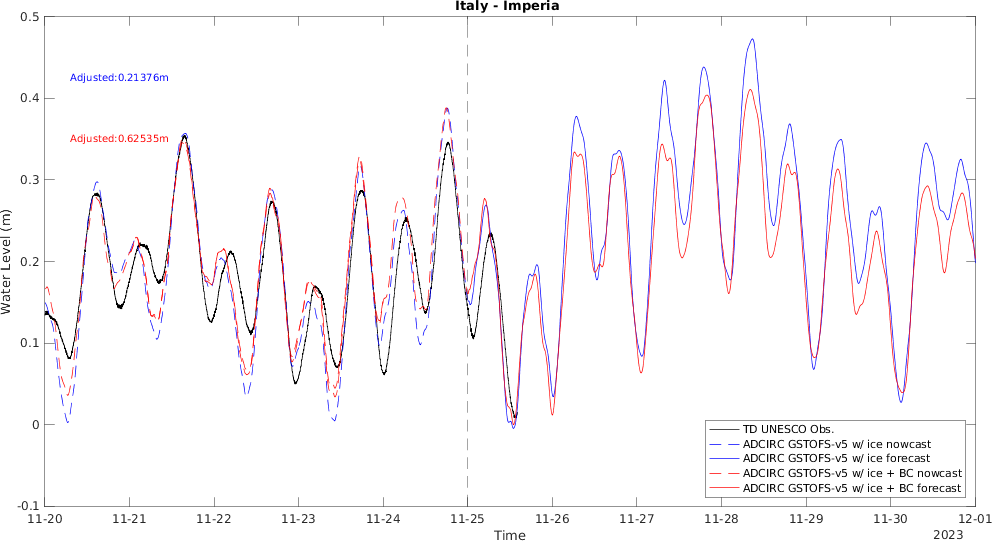 Italy - Imperia
0.5
0.4
0.3
0.2
0.1
0
-0.1
Water Level (m)
Adjusted:0.21376m
Adjusted:0.62535m
TD UNESCO Obs.
ADCIRC GSTOFS-v5 w/ ice nowcast
ADCIRC GSTOFS-v5 w/ ice forecast
ADCIRC GSTOFS-v5 w/ ice + BC nowcast
ADCIRC GSTOFS-v5 w/ ice + BC forecast
11-20 11-21 11-22 11-23 11-24 11-25 11-26 11-27 11-28 11-29 11-30 12-01
Time
2023